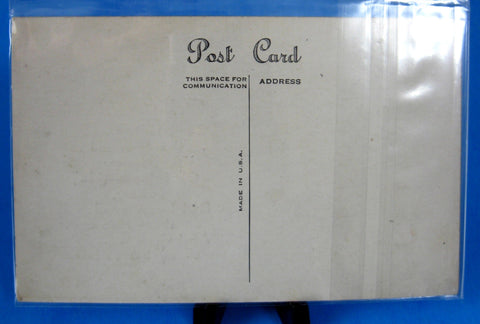 Post Card
THIS SPACE FOR
COMMUNICATION
ADDRESS
MADE IN U.S.A.